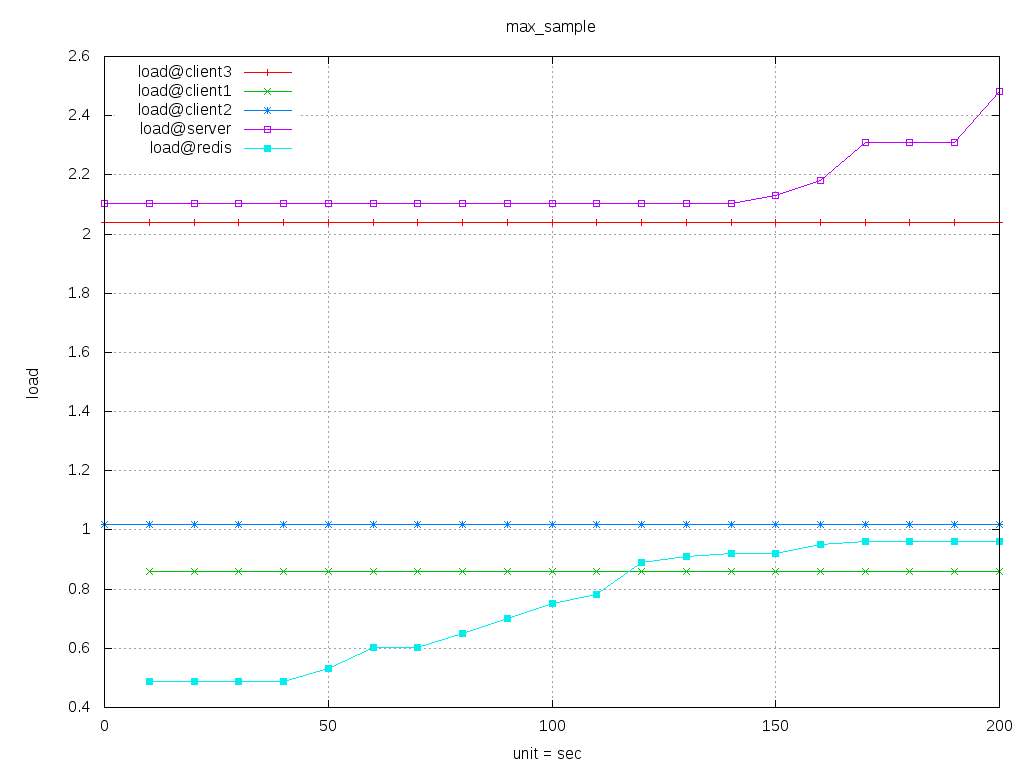 max_sample
2.6
2.4
2.2
2
1.8
1.6
1.4
1.2
1
0.8
0.6
0.4
load@client3
load@client1
load@client2
load@server
load@redis
load
0 50 100 150 200
unit = sec